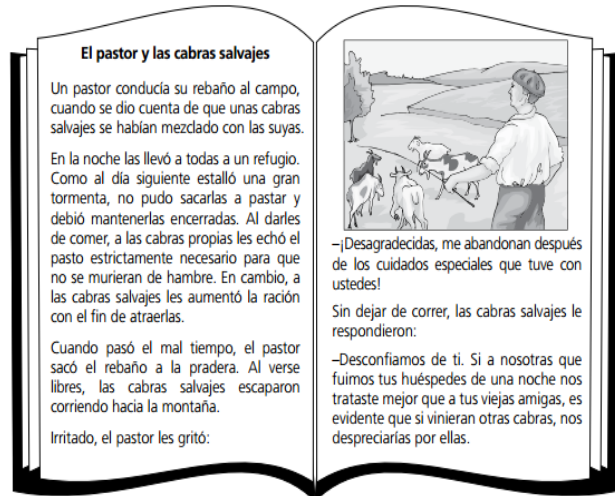 El pastor y las cabras salvajes
Un pastor conducía su rebaño al campo,
cuando se dio cuenta de que unas cabras
salvajes se habían mezclado con las suyas.
En la noche las llevó a todas a un refugio.
Como al día siguiente estalló una gran
tormenta, no pudo sacarlas a pastar y
debió mantenerlas encerradas. Al darles
de comer, a las cabras propias les echó el
pasto estrictamente necesario para que
no se murieran de hambre. En cambio, a
las cabras salvajes les aumentó la ración
con el fin de atraerlas.
Cuando pasó el mal tiempo, el pastor
sacó el rebaño a la pradera. Al verse
libres, las cabras salvajes escaparon
corriendo hacia la montaña.
Irritado, el pastor les gritó:
–¡Desagradecidas, me abandonan después
de los cuidados especiales que tuve con
ustedes!
Sin dejar de correr, las cabras salvajes le
respondieron:
–Desconfiamos de ti. Si a nosotras que
fuimos tus huéspedes de una noche nos
trataste mejor que a tus viejas amigas, es
evidente que si vinieran otras cabras, nos
despreciarías por ellas.